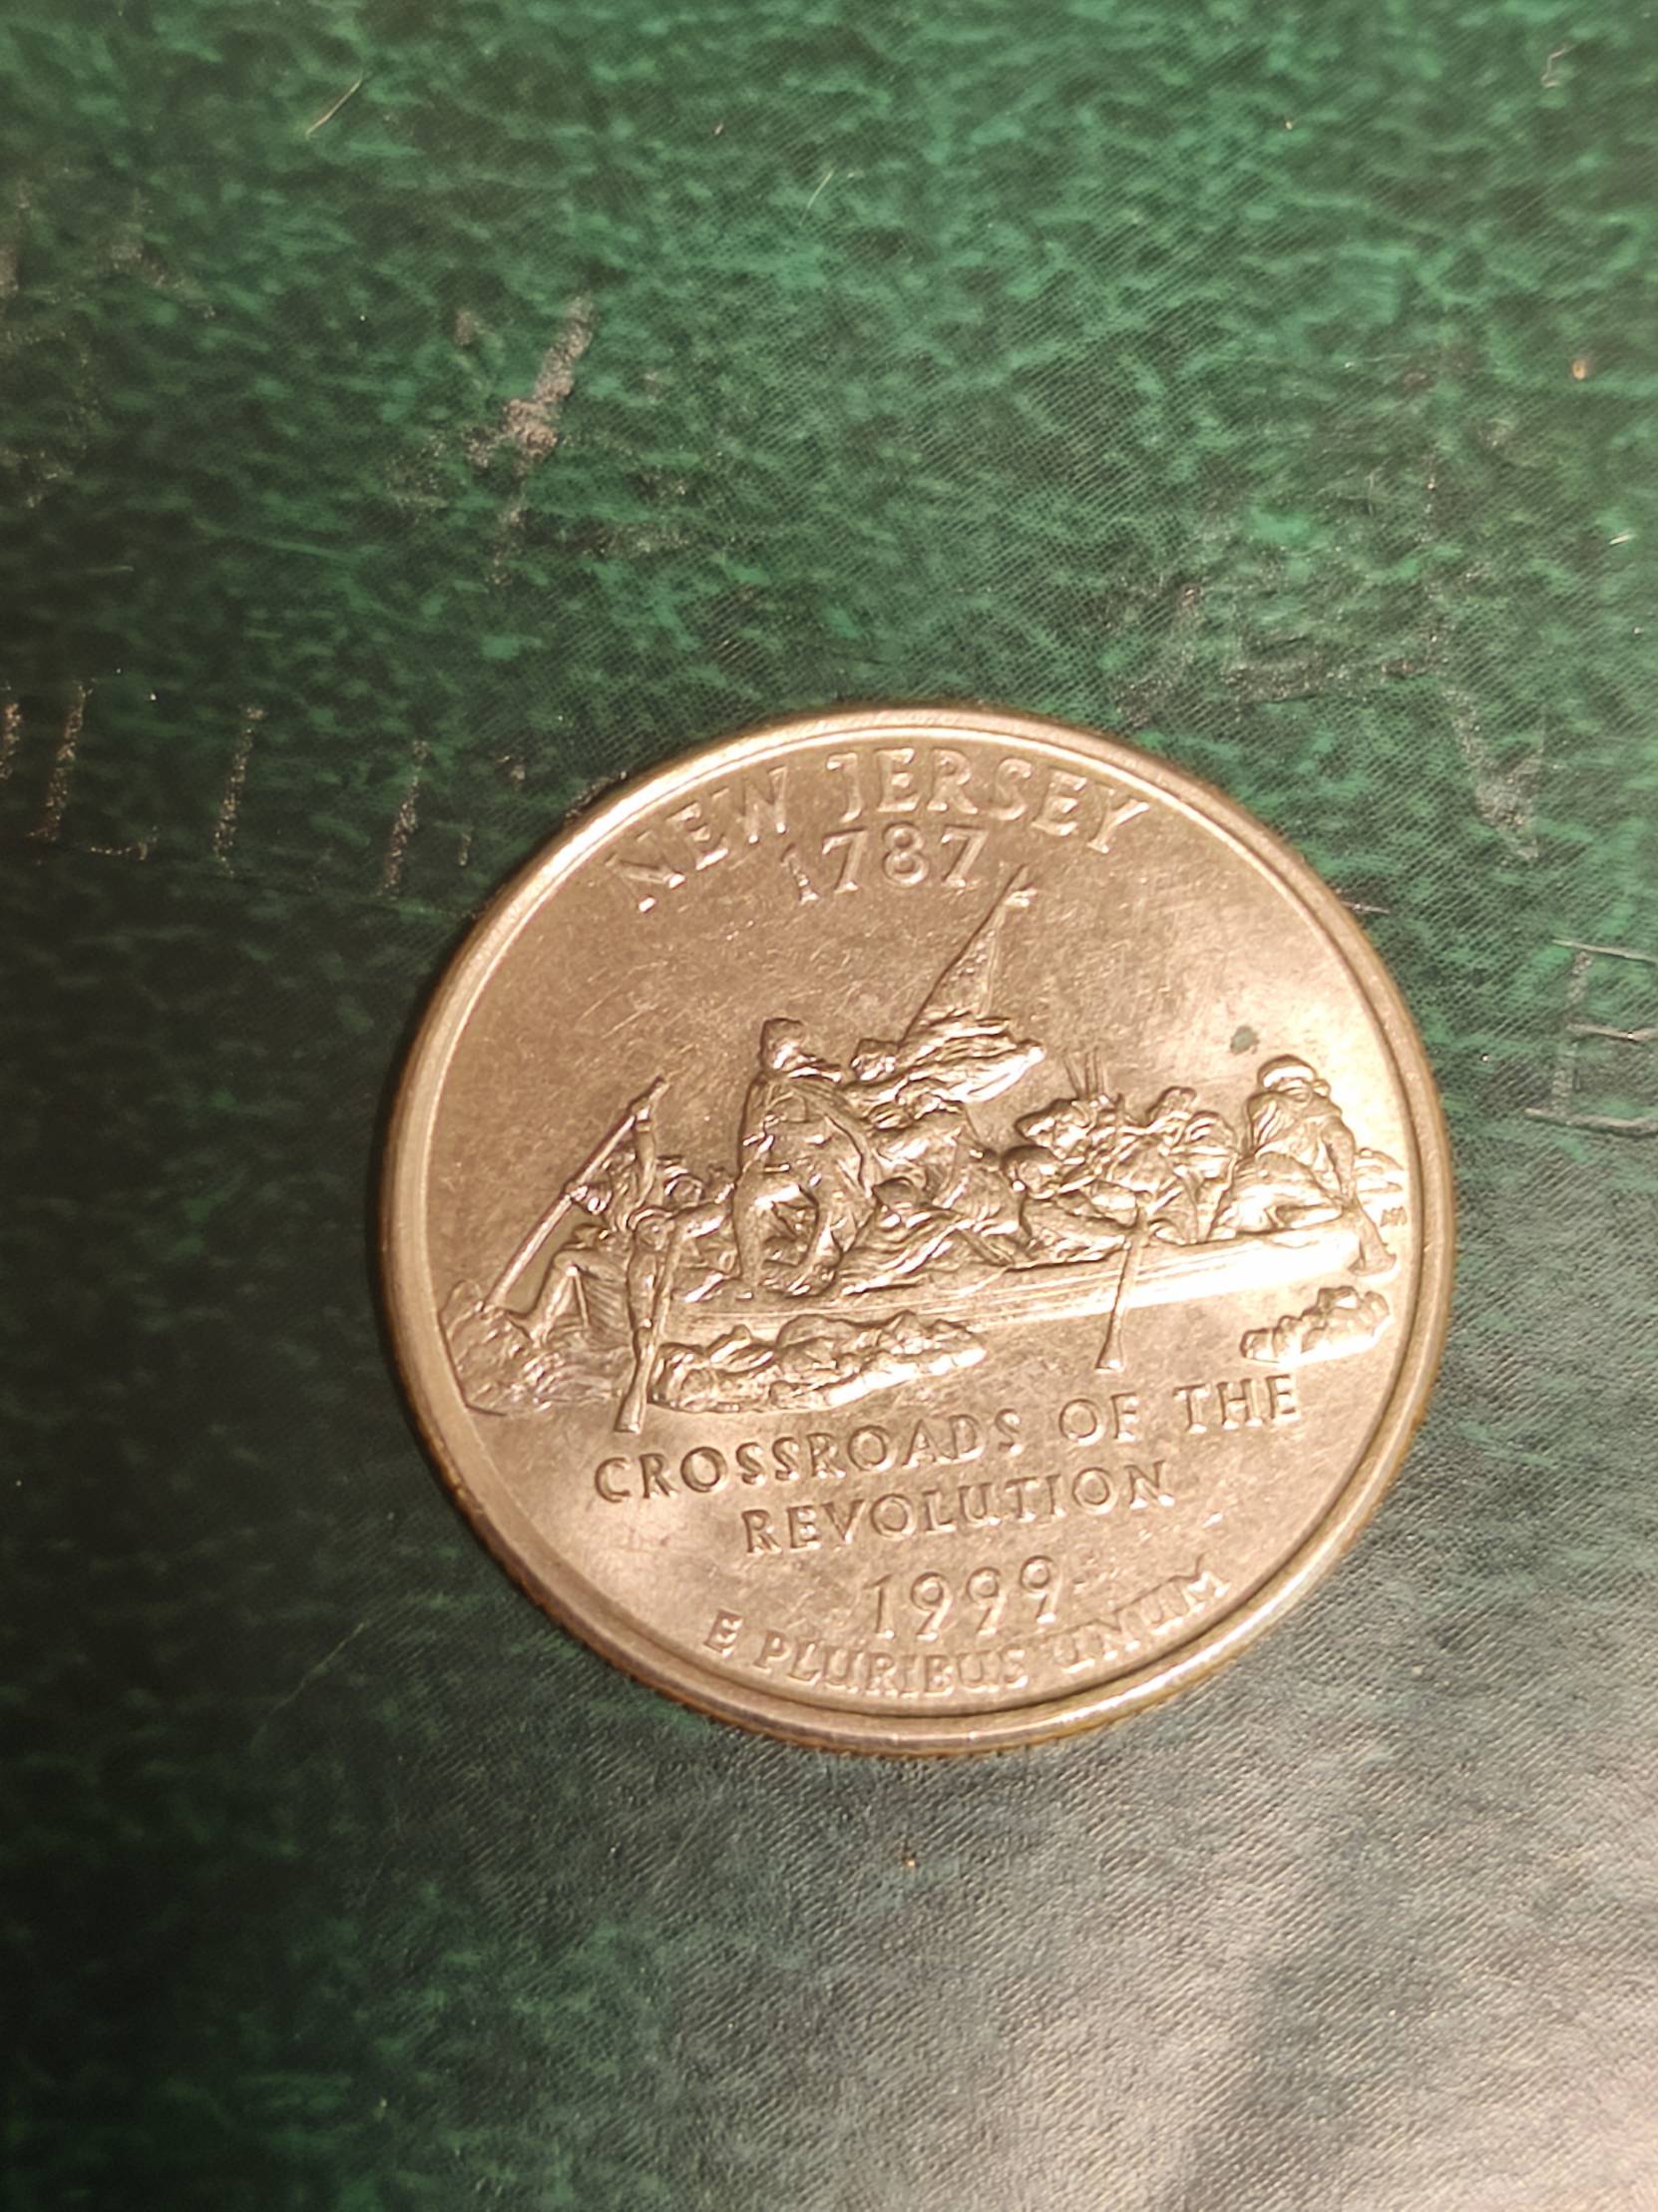 NEW JERSEY
1787
CROSSROADS OF THE
REVOLUTION
1999
E PLURIBUS UNUM